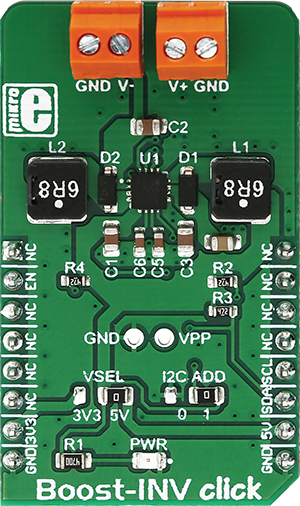 GND V- V+ GND
mikro e
C2
L2 D2 U1 D1 L1
6R8 6R8
C6 C5 C3
R4 R2
R3
NC EN NC NC NC NC 3V3 GND
NC NC NC NC SCL SDA 5V GND
GND VPP
VSEL I2C ADD
3V3 5V 0 1
R1 PWR
4700
Boost-INV click